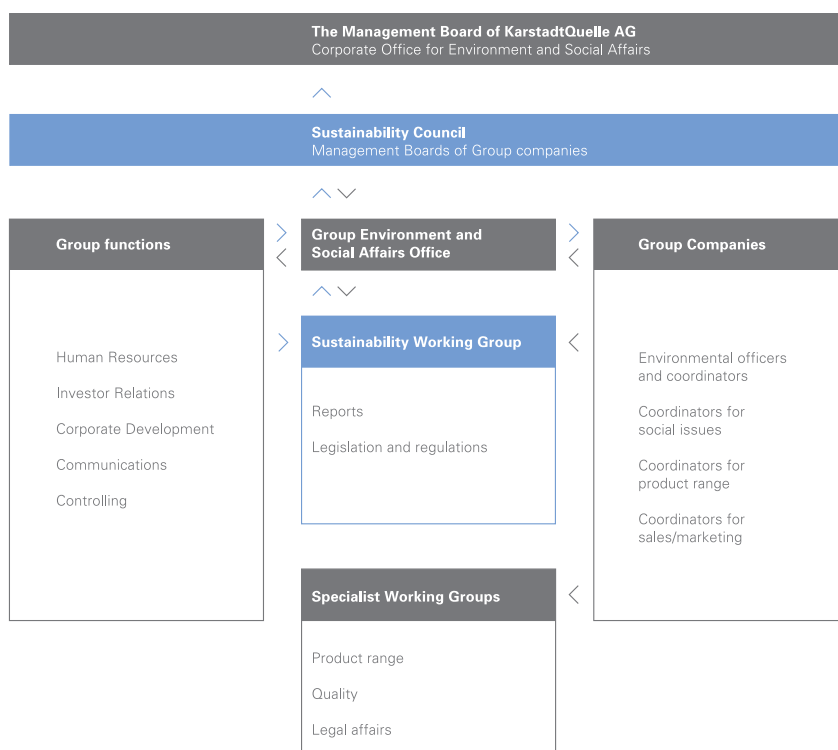 The Management Board of KarstadtQuelle AG
Corporate Office for Environment and Social Affairs
Sustainability Council
Management Boards of Group companies
Group functions
Human Resources
Investor Relations
Corporate Development
Communications
Controlling
Group Environment and
Social Affairs Office
Sustainability Working Group
Reports
Legislation and regulations
Specialist Working Groups
Product range
Quality
Legal affairs
Group Companies
Environmental officers
and coordinators
Coordinators for
social issues
Coordinators for
product range
Coordinators for
sales/marketing